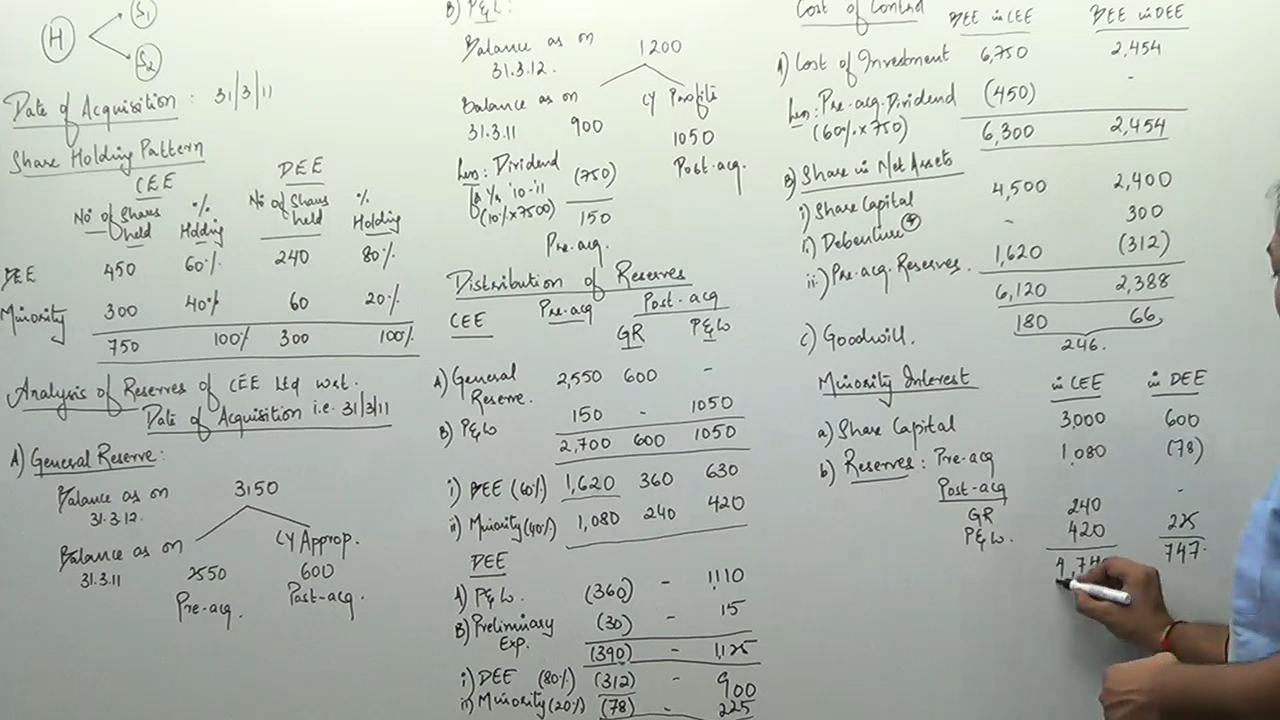 H
S1
S2
Date of Acquisition : 31/3/11
Share Holding Pattern
CEE DEE
No of Shares held % Holding No of Shares held % Holding
DEE 450 60% 240 80%
Minority 300 40% 60 20%
750 100% 300 100%
Analysis of Reserves of CEE Ltd wrt.
Date of Acquisition i.e. 31/3/11
A) General Reserve:
Balance as on 3150
31.3.12.
Balance as on CY Approp.
31.3.11 2550 600
Pre-acq. Post-acq.
B) P&L:
Balance as on 1200
31.3.12.
Balance as on CY Profits
31.3.11 900 1050
Less: Dividend (750) Post-acq.
for Yr '10-'11
(10% x 7500) 150
Pre-acq.
Distribution of Reserves
CEE Pre-acq Post-acq
GR P&L
A) General 2,550 600 -
Reserve.
B) P&L 150 - 1050
2,700 600 1050
i) DEE (60%) 1,620 360 630
ii) Minority (40%) 1,080 240 420
DEE
A) P&L. (360) - 1,110
B) Preliminary (30) - 15
Exp.
(390) - 1,125
i) DEE (80%) (312) - 900
ii) Minority (20%) (78) - 225
Cost of Control DEE in CEE DEE in DEE
A) Cost of Investment 6,750 2,454
Less: Pre-acq. Dividend (450) -
(60% x 750) 6,300 2,454
B) Share in Net Assets
i) Share Capital 4,500 2,400
ii) Debenture - 300
iii) Pre-acq. Reserves. 1,620 (312)
6,120 2,388
c) Goodwill. 180 66
246.
Minority Interest in CEE in DEE
a) Share Capital 3,000 600
b) Reserves: Pre-acq 1,080 (78)
Post-acq
GR 240 -
P&L. 420 225
4,74 747.